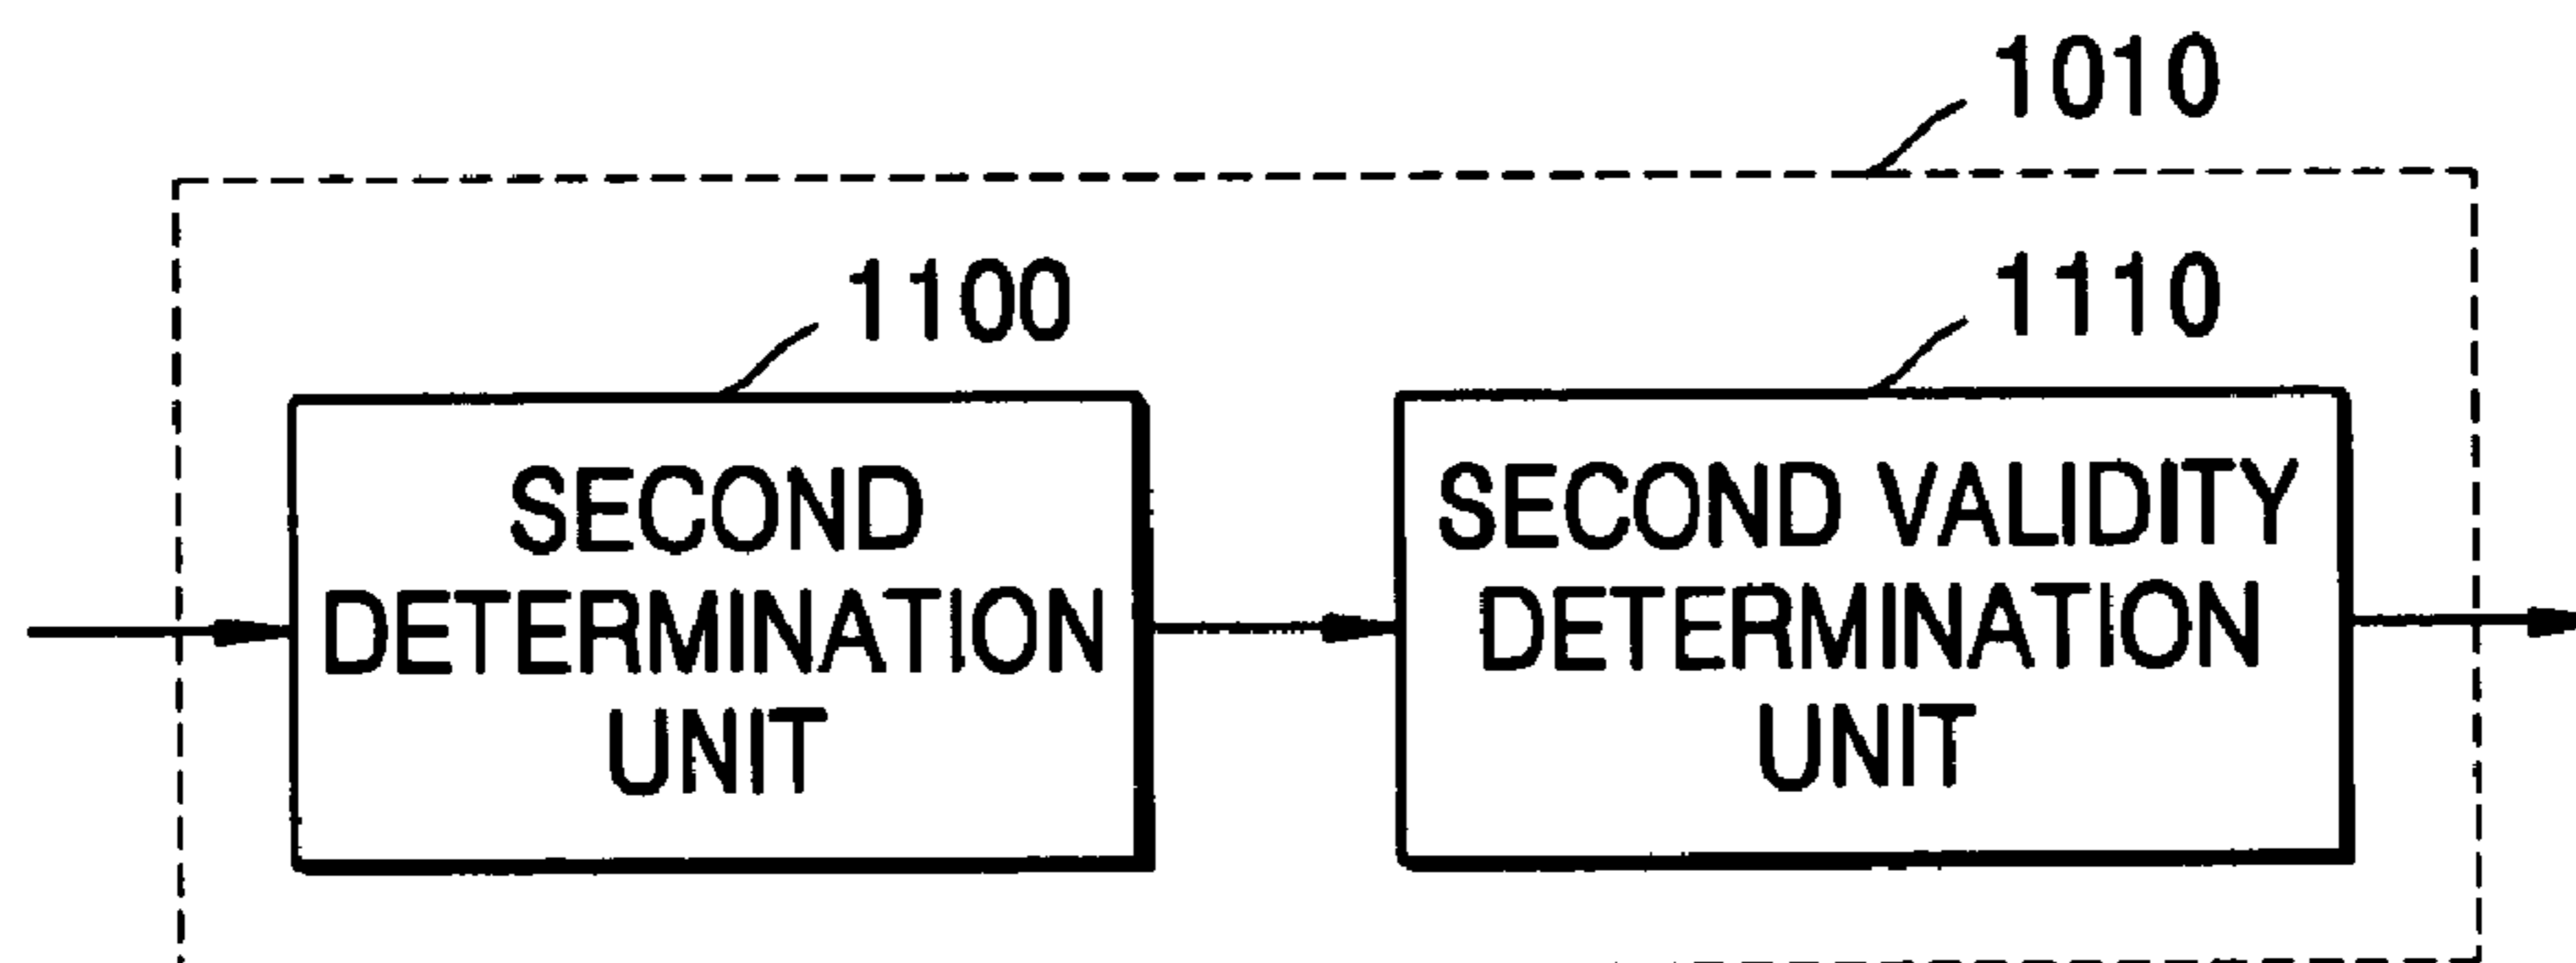 1010
1100
1110
SECOND
DETERMINATION
UNIT
SECOND VALIDITY
DETERMINATION
UNIT